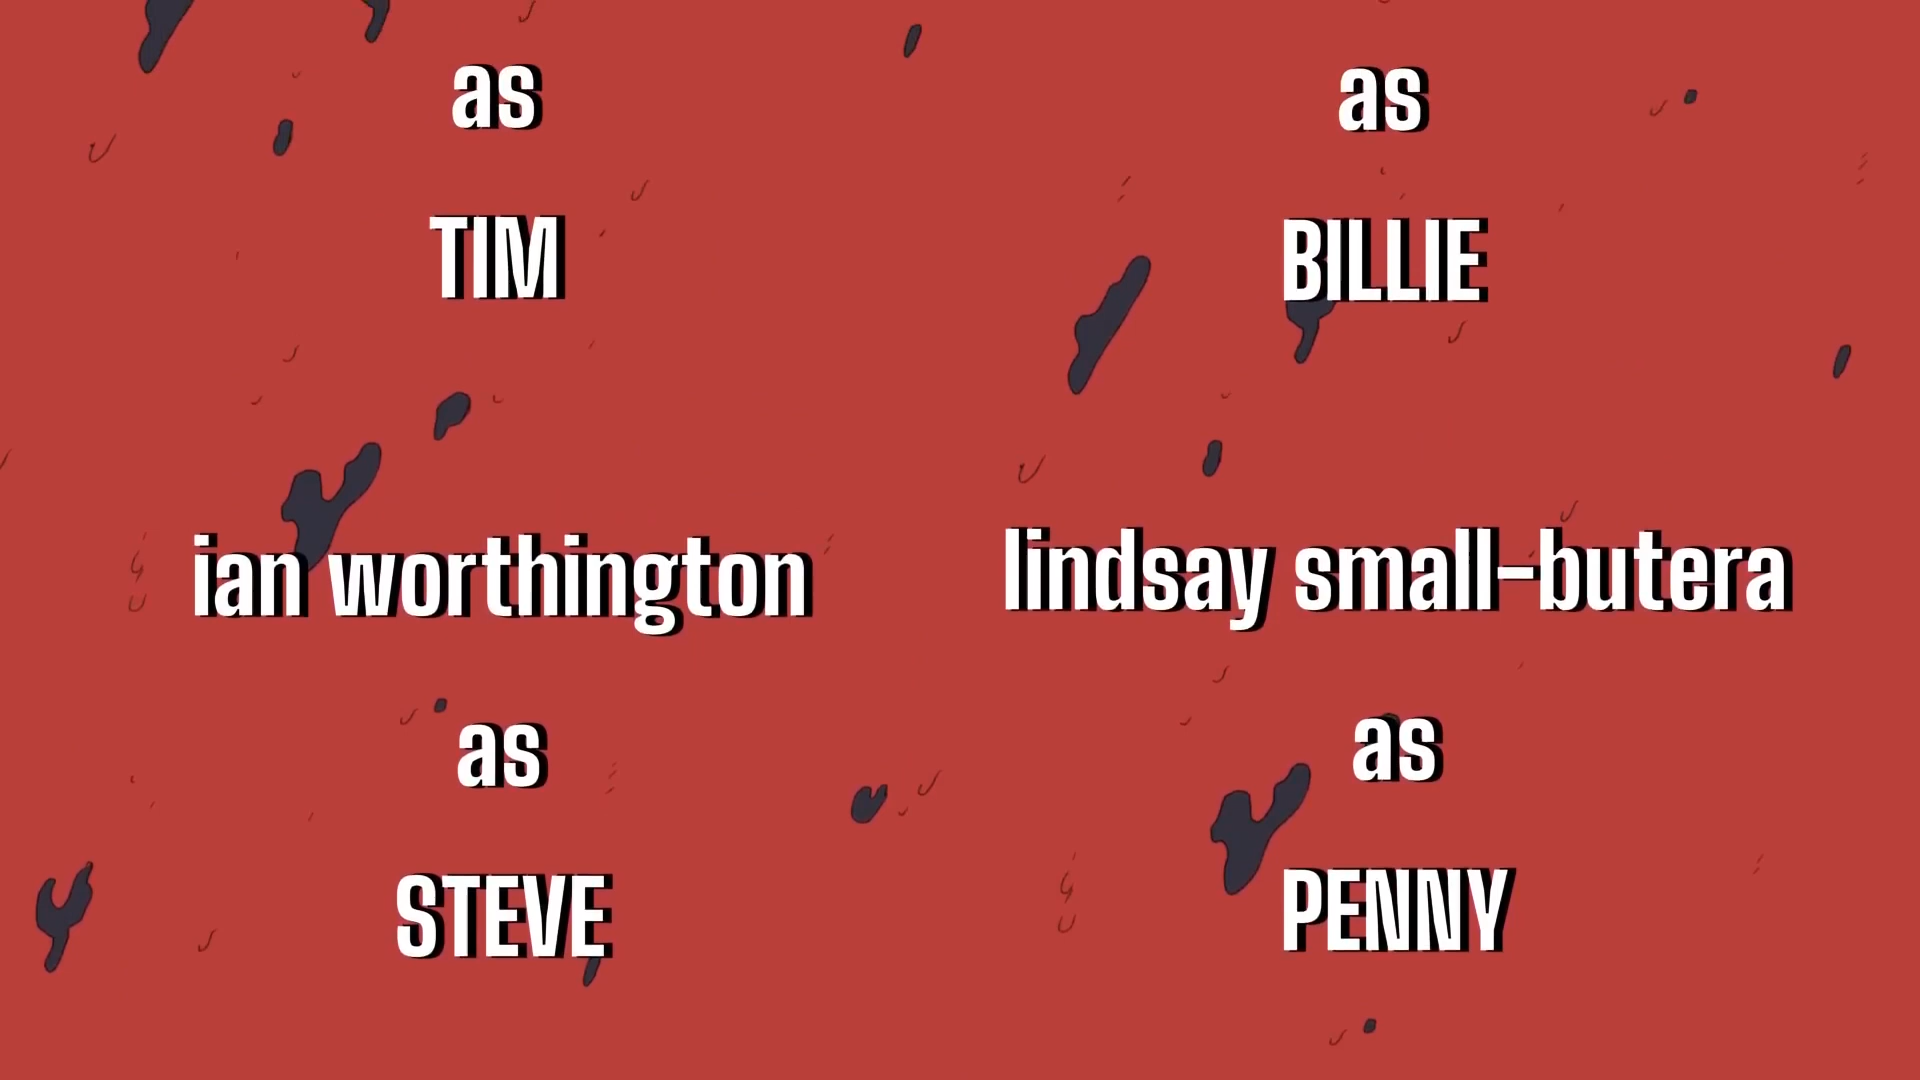 as
TIM
ian worthington
as
STEVE
as
BILLIE
lindsay small-butera
as
PENNY